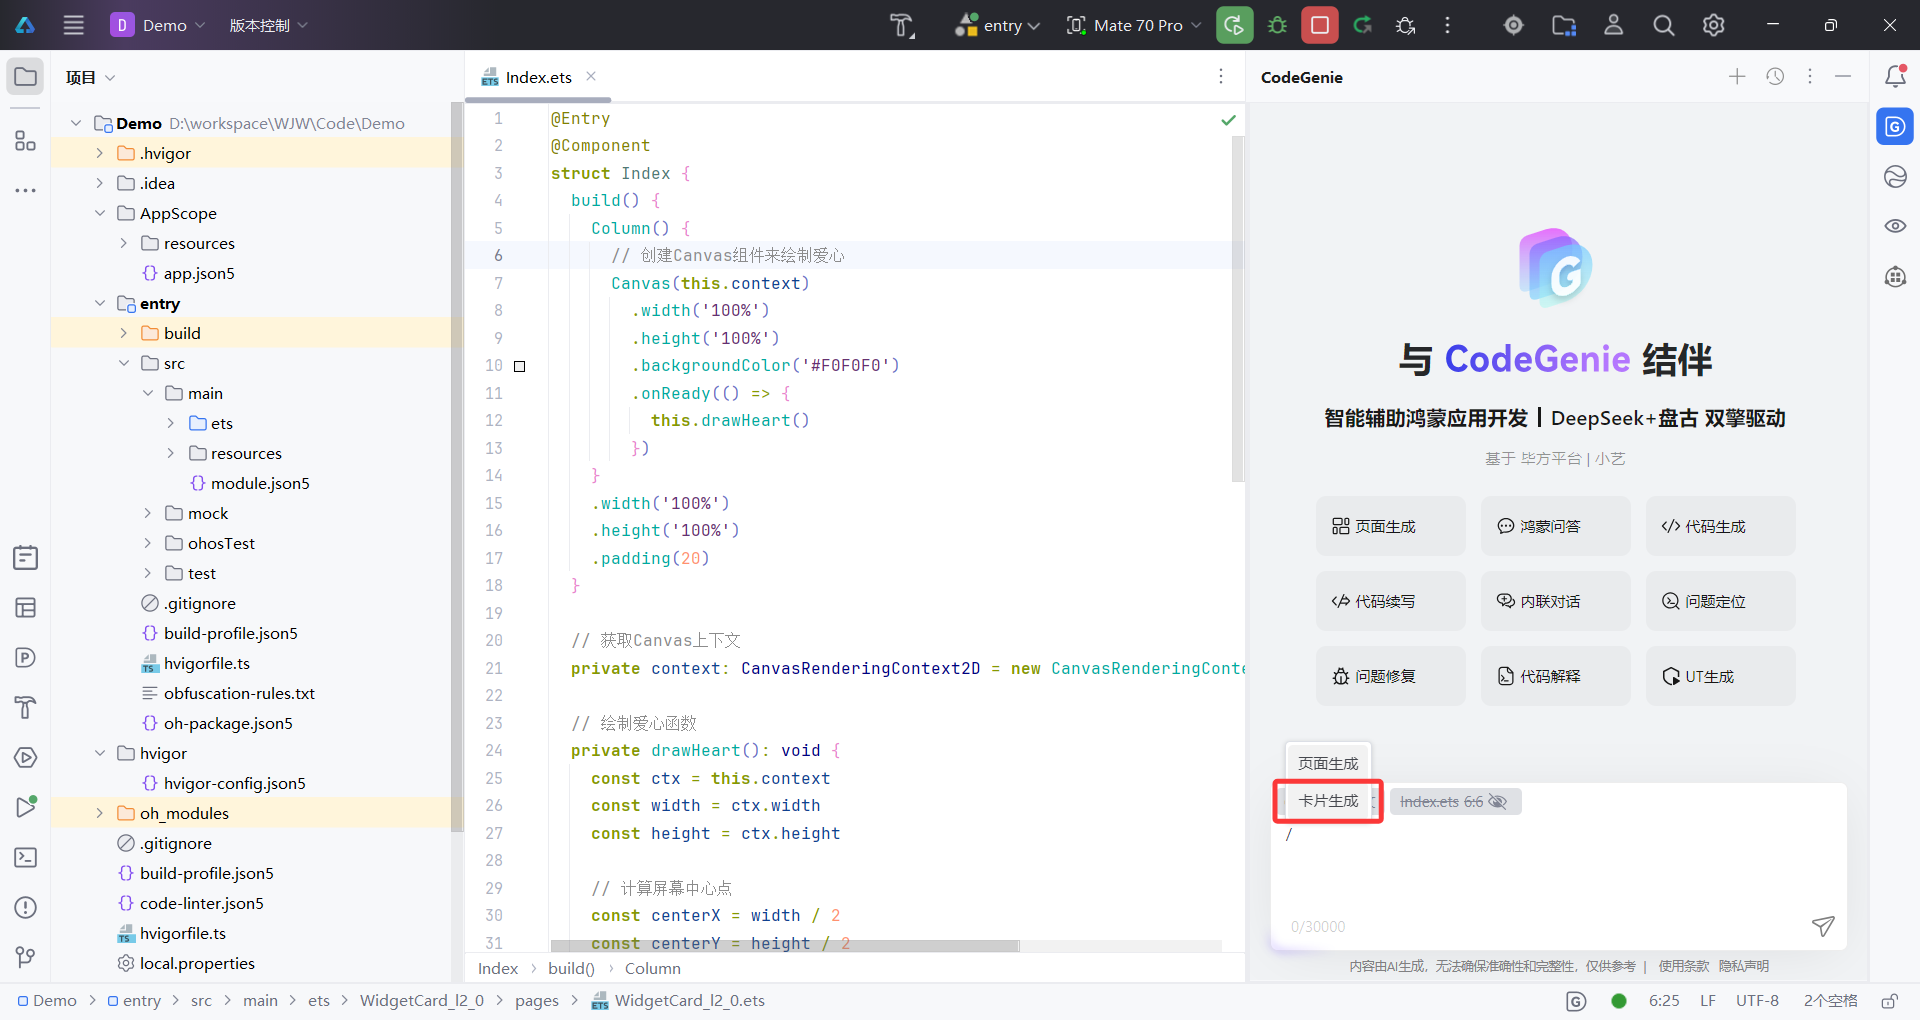 D Demo 版本控制 entry Mate 70 Pro
项目
Demo D:\workspace\WJW\Code\Demo
.hvigor
.idea
AppScope
resources
app.json5
entry
build
src
main
ets
resources
module.json5
mock
ohosTest
test
.gitignore
build-profile.json5
hvigorfile.ts
obfuscation-rules.txt
oh-package.json5
hvigor
hvigor-config.json5
oh_modules
.gitignore
build-profile.json5
code-linter.json5
hvigorfile.ts
local.properties
Index.ets
1 @Entry
2 @Component
3 struct Index {
4 build() {
5 Column() {
6 // 创建Canvas组件来绘制爱心
7 Canvas(this.context)
8 .width('100%')
9 .height('100%')
10 .backgroundColor('#F0F0F0')
11 .onReady(() => {
12 this.drawHeart()
13 })
14 }
15 .width('100%')
16 .height('100%')
17 .padding(20)
18 }
19
20 // 获取Canvas上下文
21 private context: CanvasRenderingContext2D = new CanvasRenderingConte
22
23 // 绘制爱心函数
24 private drawHeart(): void {
25 const ctx = this.context
26 const width = ctx.width
27 const height = ctx.height
28
29 // 计算屏幕中心点
30 const centerX = width / 2
31 const centerY = height / 2
Index › build() › Column
CodeGenie
与 CodeGenie 结伴
智能辅助鸿蒙应用开发 | DeepSeek+盘古 双擎驱动
基于 毕方平台 | 小艺
页面生成 鸿蒙问答 代码生成
代码续写 内联对话 问题定位
问题修复 代码解释 UT生成
页面生成
卡片生成 Index.ets 6:6
/
0/30000
内容由AI生成，无法确保准确性和完整性，仅供参考 | 使用条款 隐私声明
Demo > entry > src > main > ets > WidgetCard_l2_0 > pages > WidgetCard_l2_0.ets 6:25 LF UTF-8 2个空格